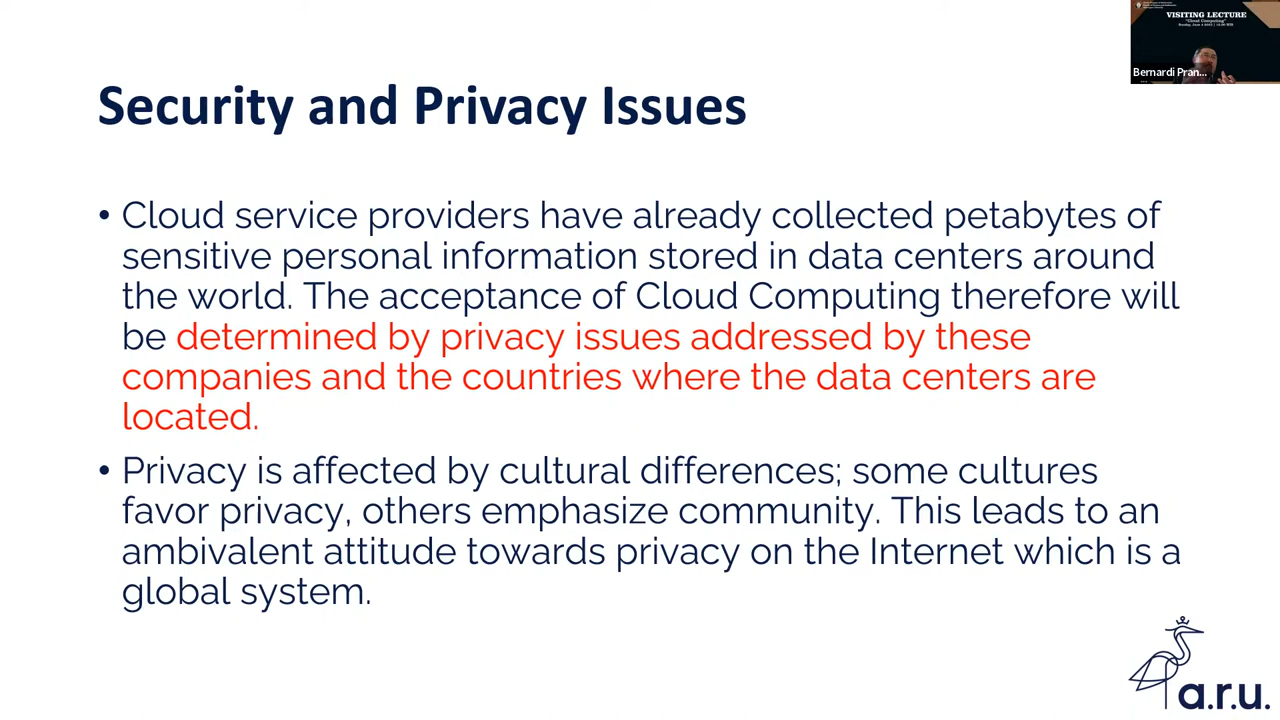 VISITING LECTURE
"Cloud Computing"
Bernardi Pran...
Security and Privacy Issues
• Cloud service providers have already collected petabytes of
sensitive personal information stored in data centers around
the world. The acceptance of Cloud Computing therefore will
be determined by privacy issues addressed by these
companies and the countries where the data centers are
located.
• Privacy is affected by cultural differences; some cultures
favor privacy, others emphasize community. This leads to an
ambivalent attitude towards privacy on the Internet which is a
global system.
a.r.u.